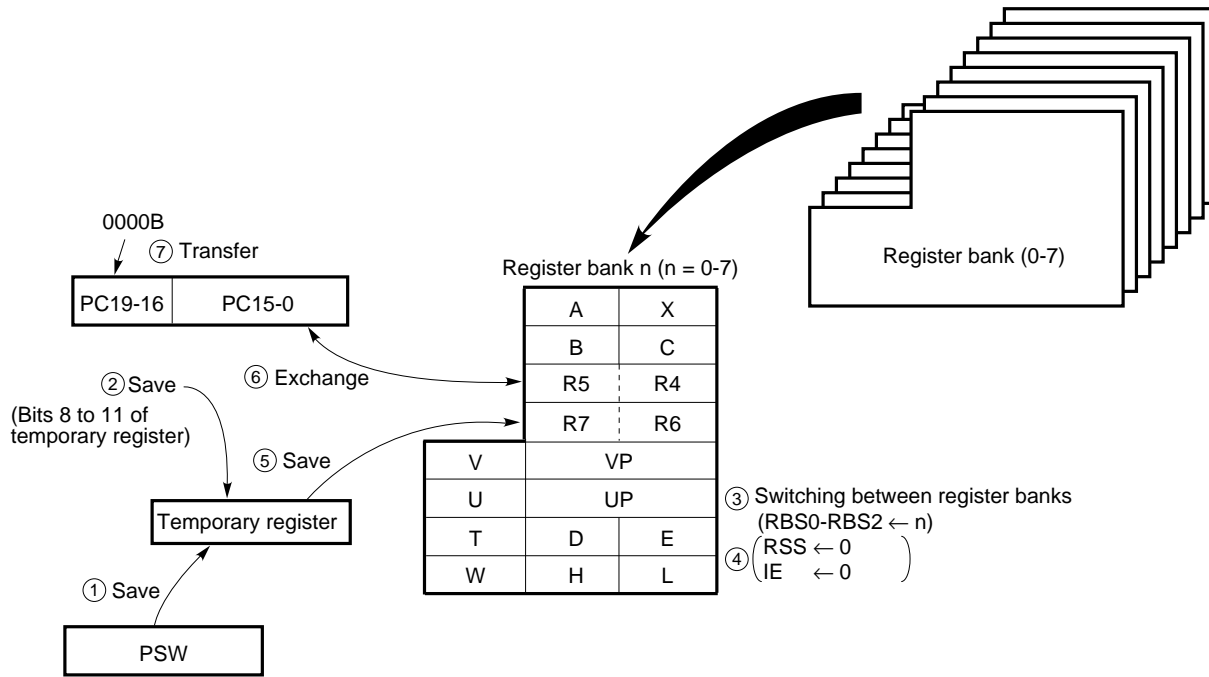 Register bank (0-7)
0000B
⑦ Transfer
PC19-16 PC15-0
Register bank n (n = 0-7)
A X
B C
R5 R4
R7 R6
V VP
U UP
T D E
W H L
⑥ Exchange
② Save
(Bits 8 to 11 of
temporary register)
⑤ Save
Temporary register
① Save
PSW
③ Switching between register banks
(RBS0-RBS2 ← n)
④ (RSS ← 0
IE ← 0)